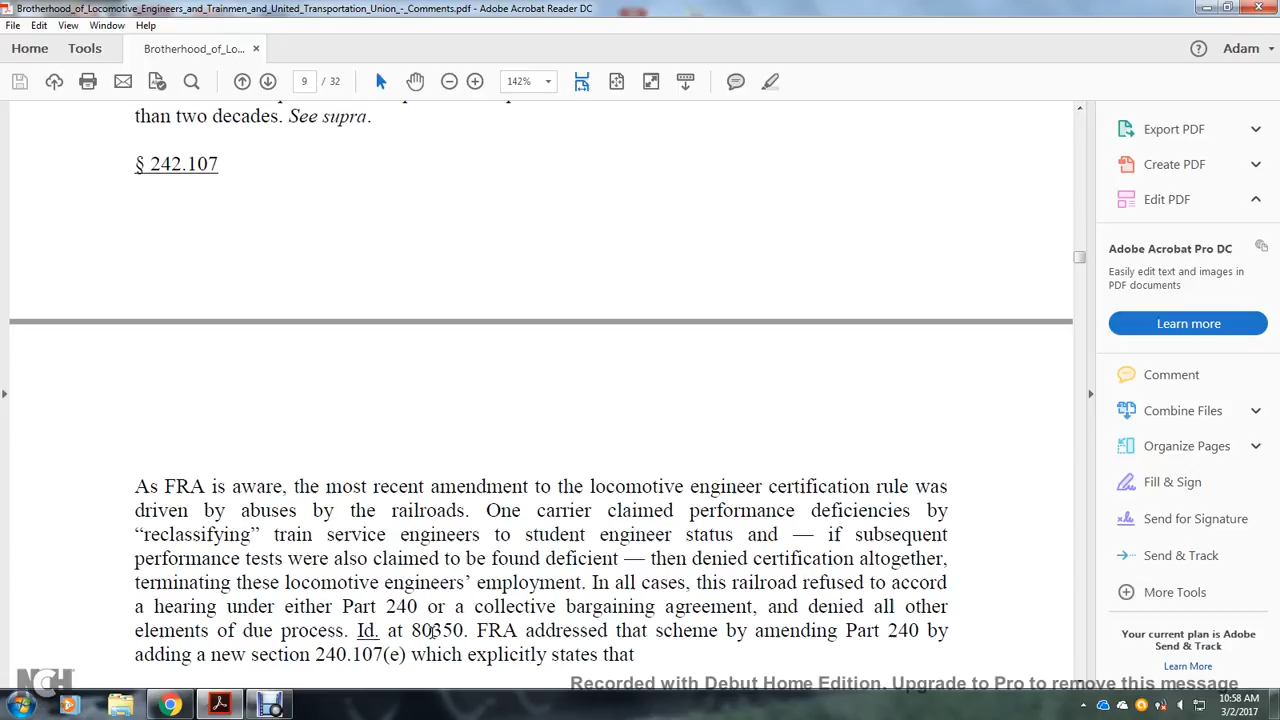 Brotherhood_of_Locomotive_Engineers_and_Trainmen_and_United_Transportation_Union_-_Comments.pdf - Adobe Acrobat Reader DC
File Edit View Window Help
Home Tools Brotherhood_of_Lo... × Adam
9 / 32 142%
than two decades. See supra.
§ 242.107
As FRA is aware, the most recent amendment to the locomotive engineer certification rule was
driven by abuses by the railroads. One carrier claimed performance deficiencies by
“reclassifying” train service engineers to student engineer status and — if subsequent
performance tests were also claimed to be found deficient — then denied certification altogether,
terminating these locomotive engineers’ employment. In all cases, this railroad refused to accord
a hearing under either Part 240 or a collective bargaining agreement, and denied all other
elements of due process. Id. at 80350. FRA addressed that scheme by amending Part 240 by
adding a new section 240.107(e) which explicitly states that
Export PDF
Create PDF
Edit PDF
Adobe Acrobat Pro DC
Easily edit text and images in
PDF documents
Learn more
Comment
Combine Files
Organize Pages
Fill & Sign
Send for Signature
Send & Track
More Tools
Your current plan is Adobe
Send & Track
Learn More
NCH
Recorded with Debut Home Edition. Upgrade to Pro to remove this message
10:58 AM
3/2/2017